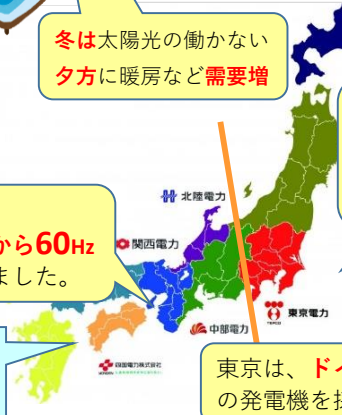 冬は太陽光の働かない
夕方に暖房など需要増
北陸電力
から60Hz
関西電力
ました。
東京電力
TEPCO
中部電力
四国電力株式会社
東京は、ドイ
の発電機を採